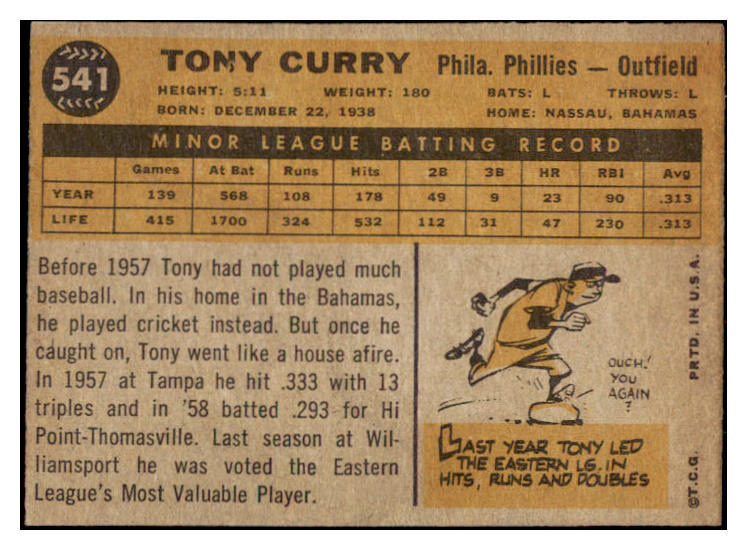 541
TONY CURRY Phila. Phillies — Outfield
HEIGHT: 5:11 WEIGHT: 180 BATS: L THROWS: L
BORN: DECEMBER 22, 1938 HOME: NASSAU, BAHAMAS
MINOR LEAGUE BATTING RECORD
Games At Bat Runs Hits 2B 3B HR RBI Avg
YEAR 139 568 108 178 49 9 23 90 .313
LIFE 415 1700 324 532 112 31 47 230 .313
Before 1957 Tony had not played much
baseball. In his home in the Bahamas,
he played cricket instead. But once he
caught on, Tony went like a house afire.
In 1957 at Tampa he hit .333 with 13
triples and in '58 batted .293 for Hi
Point-Thomasville. Last season at Wil-
liamsport he was voted the Eastern
League's Most Valuable Player.
OUCH!
YOU
AGAIN
?
LAST YEAR TONY LED
THE EASTERN LG. IN
HITS, RUNS AND DOUBLES
©T.C.G. PRTD. IN U.S.A.